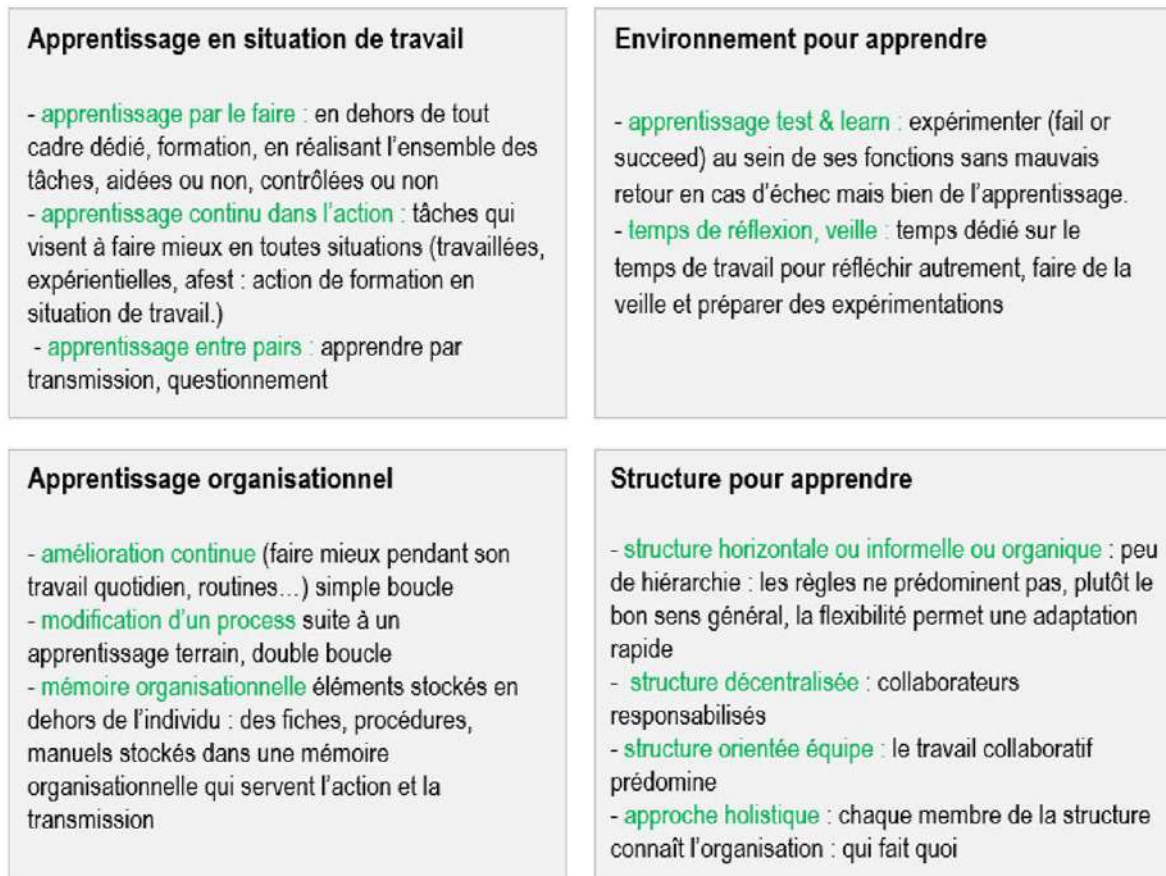 Apprentissage en situation de travail
- apprentissage par le faire : en dehors de tout
cadre dédié, formation, en réalisant l'ensemble des
tâches, aidées ou non, contrôlées ou non
- apprentissage continu dans l'action : tâches qui
visent à faire mieux en toutes situations (travaillées,
expérientielles, afest : action de formation en
situation de travail.)
- apprentissage entre pairs : apprendre par
transmission, questionnement
Environnement pour apprendre
- apprentissage test & learn : expérimenter (fail or
succeed) au sein de ses fonctions sans mauvais
retour en cas d'échec mais bien de l'apprentissage.
- temps de réflexion, veille : temps dédié sur le
temps de travail pour réfléchir autrement, faire de la
veille et préparer des expérimentations
Apprentissage organisationnel
- amélioration continue (faire mieux pendant son
travail quotidien, routines...) simple boucle
- modification d'un process suite à un
apprentissage terrain, double boucle
- mémoire organisationnelle éléments stockés en
dehors de l'individu : des fiches, procédures,
manuels stockés dans une mémoire
organisationnelle qui servent l'action et la
transmission
Structure pour apprendre
- structure horizontale ou informelle ou organique : peu
de hiérarchie : les règles ne prédominent pas, plutôt le
bon sens général, la flexibilité permet une adaptation
rapide
- structure décentralisée : collaborateurs
responsabilisés
- structure orientée équipe : le travail collaboratif
prédomine
- approche holistique : chaque membre de la structure
connaît l'organisation : qui fait quoi